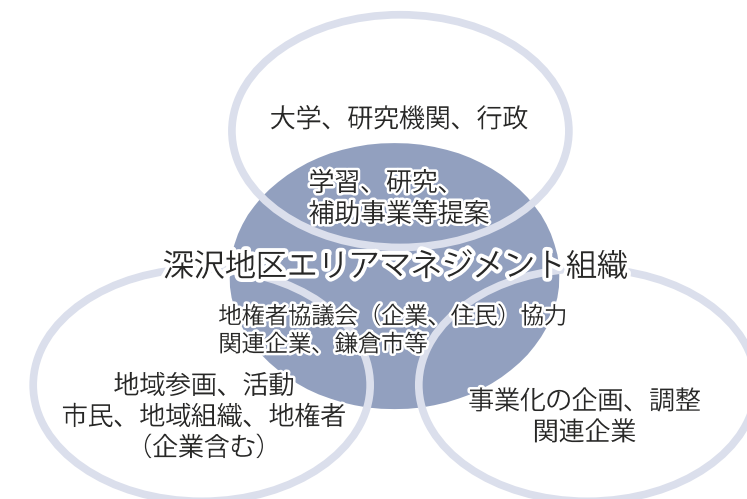 大学、研究機関、行政
学習、研究、
補助事業等提案
深沢地区エリアマネジメント組織
地権者協議会（企業、住民）協力
関連企業、鎌倉市等
地域参画、活動
市民、地域組織、地権者
（企業含む）
事業化の企画、調整
関連企業